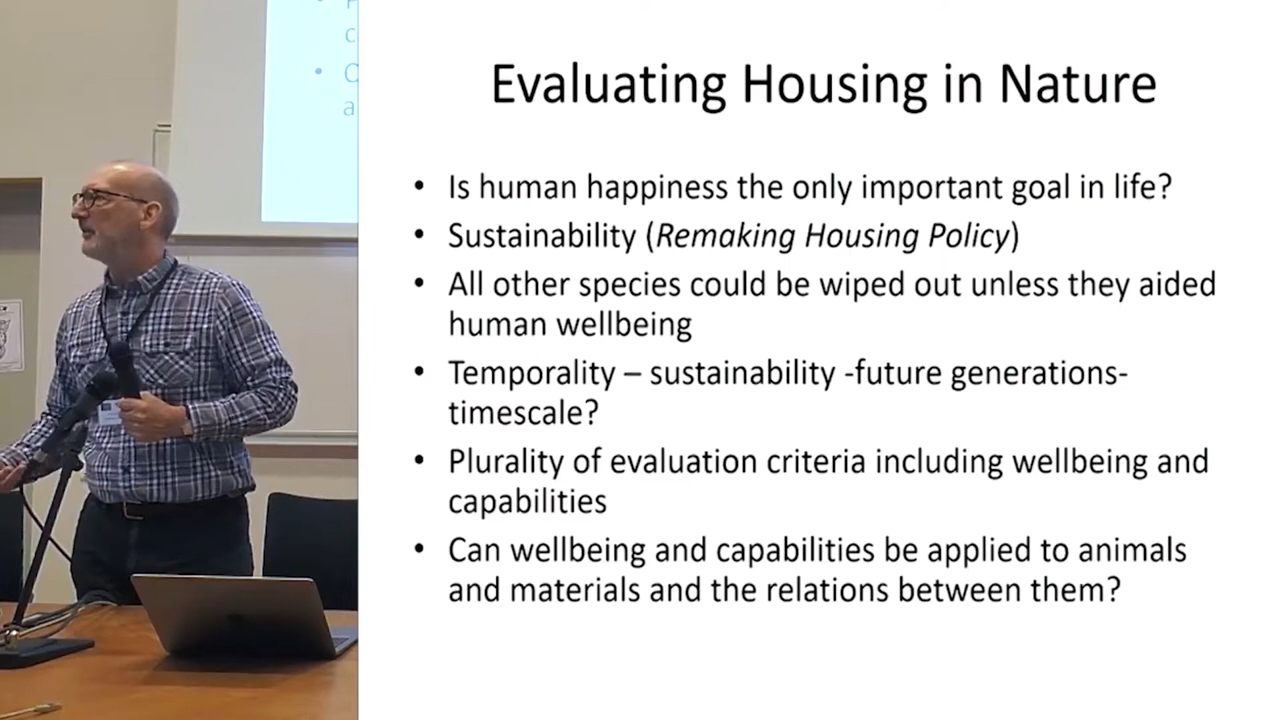 Evaluating Housing in Nature
• Is human happiness the only important goal in life?
• Sustainability (Remaking Housing Policy)
• All other species could be wiped out unless they aided
human wellbeing
• Temporality – sustainability -future generations-
timescale?
• Plurality of evaluation criteria including wellbeing and
capabilities
• Can wellbeing and capabilities be applied to animals
and materials and the relations between them?